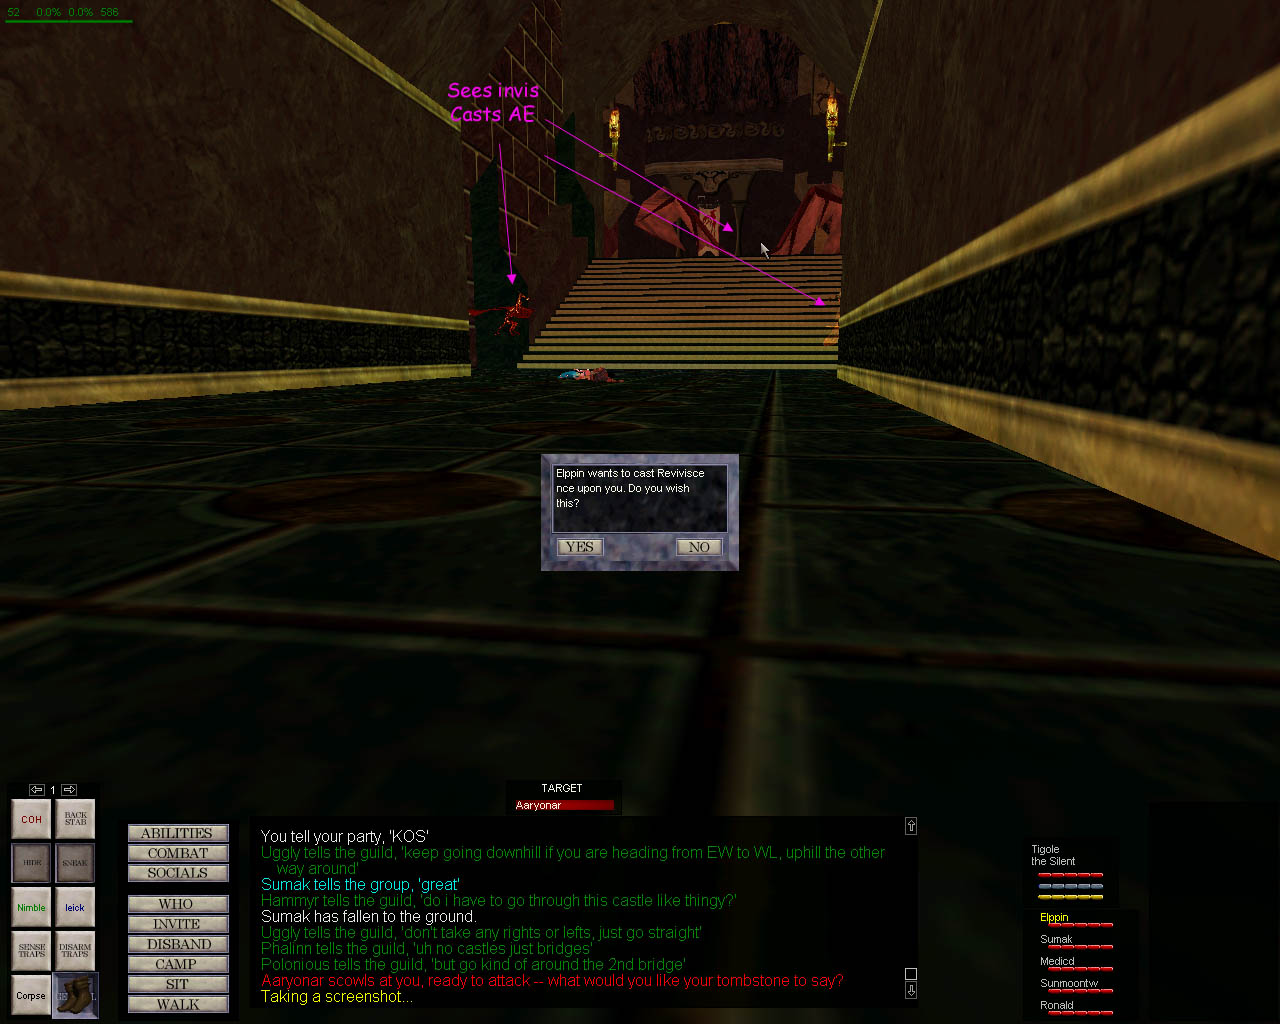 52 0.0% 0.0% 586
Sees invis
Casts AE
Elppin wants to cast Revivisce
nce upon you. Do you wish
this?
YES NO
TARGET
Aaryonar
1
COH
BACK
STAB
HIDE
SNEAK
Nimble
leick
SENSE
TRAPS
DISARM
TRAPS
Corpse
ABILITIES
COMBAT
SOCIALS
WHO
INVITE
DISBAND
CAMP
SIT
WALK
You tell your party, 'KOS'
Uggly tells the guild, 'keep going downhill if you are heading from EW to WL, uphill the other
way around'
Sumak tells the group, 'great'
Hammyr tells the guild, 'do i have to go through this castle like thingy?'
Sumak has fallen to the ground.
Uggly tells the guild, 'don't take any rights or lefts, just go straight'
Phalinn tells the guild, 'uh no castles just bridges'
Polonious tells the guild, 'but go kind of around the 2nd bridge'
Aaryonar scowls at you, ready to attack -- what would you like your tombstone to say?
Taking a screenshot...
Tigole
the Silent
Elppin
Sumak
Medicd
Sunmoontw
Ronald